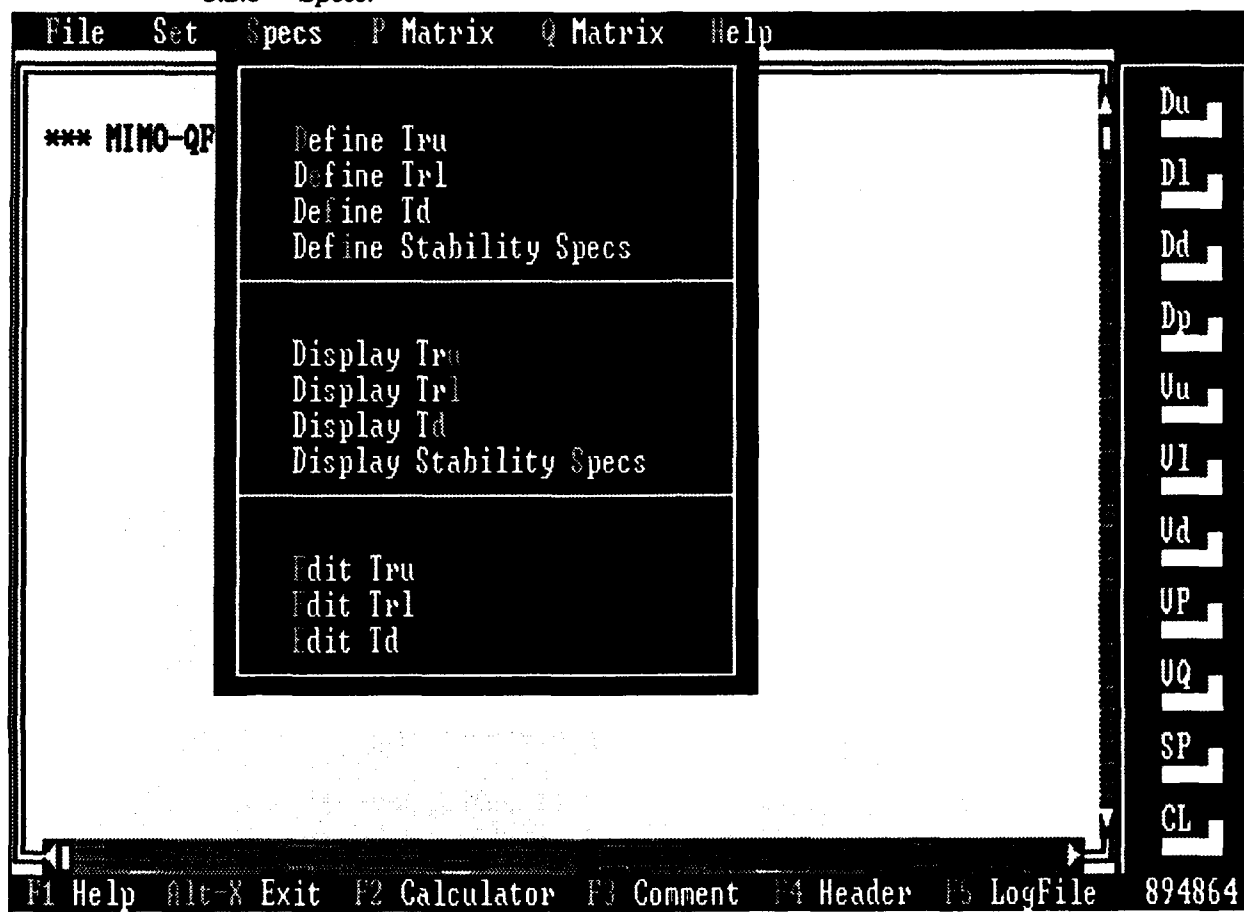 File Set Specs P Matrix Q Matrix Help
*** MIMO-QF
Define Tru
Define Trl
Define Td
Define Stability Specs
Display Tru
Display Trl
Display Td
Display Stability Specs
Edit Tru
Edit Trl
Edit Td
Du
Dl
Dd
Dp
Vu
Vl
Vd
VP
VQ
SP
CL
F1 Help Alt-X Exit F2 Calculator F3 Comment F4 Header F5 LogFile 894864